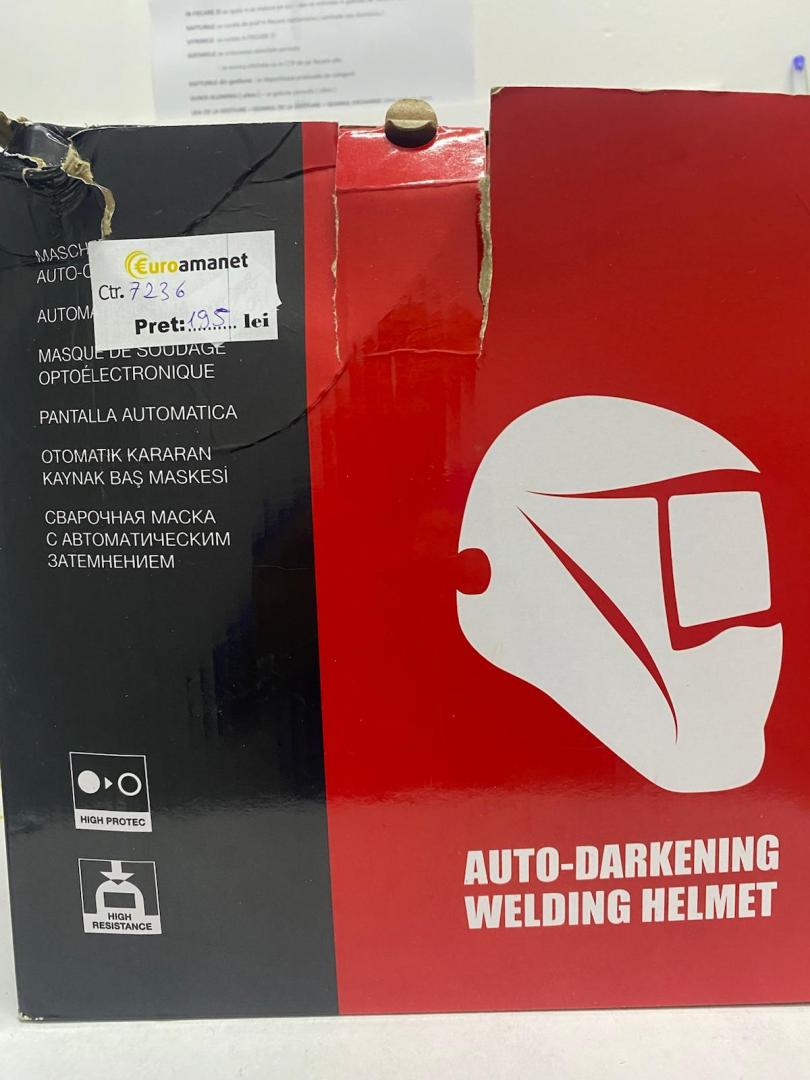 MASCH
AUTO-
€uroamanet
Ctr. 7236
Pret: 195 lei
AUTOMA
MASQUE DE SOUDAGE
OPTOÉLECTRONIQUE
PANTALLA AUTOMATICA
OTOMATIK KARARAN
KAYNAK BAŞ MASKESİ
СВАРОЧНАЯ МАСКА
С АВТОМАТИЧЕСКИМ
ЗАТЕМНЕНИЕМ
HIGH PROTEC
HIGH
RESISTANCE
AUTO-DARKENING
WELDING HELMET